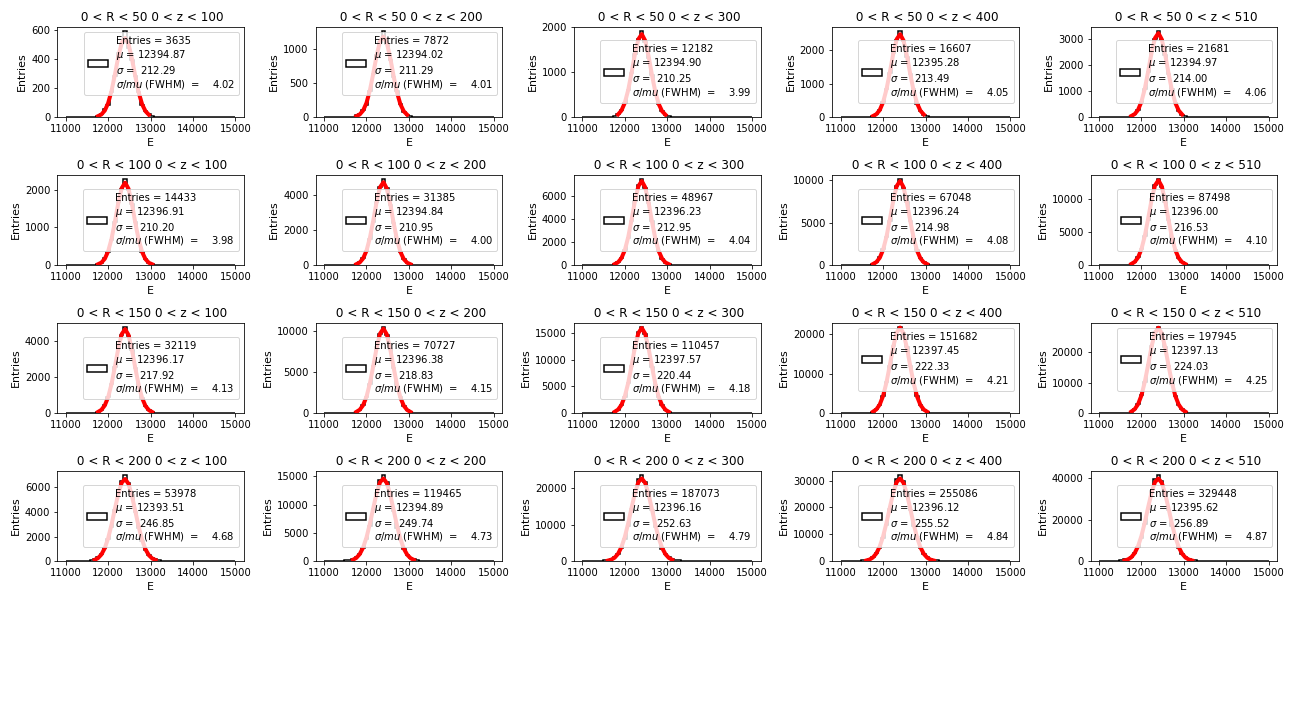 0 < R < 50 0 < z < 100
Entries
600
400
200
0
Entries = 3635
μ = 12394.87
σ = 212.29
σ/mu (FWHM) = 4.02
11000 12000 13000 14000 15000
E
0 < R < 50 0 < z < 200
Entries
1000
500
0
Entries = 7872
μ = 12394.02
σ = 211.29
σ/mu (FWHM) = 4.01
11000 12000 13000 14000 15000
E
0 < R < 50 0 < z < 300
Entries
2000
1000
0
Entries = 12182
μ = 12394.90
σ = 210.25
σ/mu (FWHM) = 3.99
11000 12000 13000 14000 15000
E
0 < R < 50 0 < z < 400
Entries
2000
1000
0
Entries = 16607
μ = 12395.28
σ = 213.49
σ/mu (FWHM) = 4.05
11000 12000 13000 14000 15000
E
0 < R < 50 0 < z < 510
Entries
3000
2000
1000
0
Entries = 21681
μ = 12394.97
σ = 214.00
σ/mu (FWHM) = 4.06
11000 12000 13000 14000 15000
E
0 < R < 100 0 < z < 100
Entries
2000
1000
0
Entries = 14433
μ = 12396.91
σ = 210.20
σ/mu (FWHM) = 3.98
11000 12000 13000 14000 15000
E
0 < R < 100 0 < z < 200
Entries
4000
2000
0
Entries = 31385
μ = 12394.84
σ = 210.95
σ/mu (FWHM) = 4.00
11000 12000 13000 14000 15000
E
0 < R < 100 0 < z < 300
Entries
6000
4000
2000
0
Entries = 48967
μ = 12396.23
σ = 212.95
σ/mu (FWHM) = 4.04
11000 12000 13000 14000 15000
E
0 < R < 100 0 < z < 400
Entries
10000
5000
0
Entries = 67048
μ = 12396.24
σ = 214.98
σ/mu (FWHM) = 4.08
11000 12000 13000 14000 15000
E
0 < R < 100 0 < z < 510
Entries
10000
5000
0
Entries = 87498
μ = 12396.00
σ = 216.53
σ/mu (FWHM) = 4.10
11000 12000 13000 14000 15000
E
0 < R < 150 0 < z < 100
Entries
4000
2000
0
Entries = 32119
μ = 12396.17
σ = 217.92
σ/mu (FWHM) = 4.13
11000 12000 13000 14000 15000
E
0 < R < 150 0 < z < 200
Entries
10000
5000
0
Entries = 70727
μ = 12396.38
σ = 218.83
σ/mu (FWHM) = 4.15
11000 12000 13000 14000 15000
E
0 < R < 150 0 < z < 300
Entries
15000
10000
5000
0
Entries = 110457
μ = 12397.57
σ = 220.44
σ/mu (FWHM) = 4.18
11000 12000 13000 14000 15000
E
0 < R < 150 0 < z < 400
Entries
20000
10000
0
Entries = 151682
μ = 12397.45
σ = 222.33
σ/mu (FWHM) = 4.21
11000 12000 13000 14000 15000
E
0 < R < 150 0 < z < 510
Entries
20000
10000
0
Entries = 197945
μ = 12397.13
σ = 224.03
σ/mu (FWHM) = 4.25
11000 12000 13000 14000 15000
E
0 < R < 200 0 < z < 100
Entries
6000
4000
2000
0
Entries = 53978
μ = 12393.51
σ = 246.85
σ/mu (FWHM) = 4.68
11000 12000 13000 14000 15000
E
0 < R < 200 0 < z < 200
Entries
15000
10000
5000
0
Entries = 119465
μ = 12394.89
σ = 249.74
σ/mu (FWHM) = 4.73
11000 12000 13000 14000 15000
E
0 < R < 200 0 < z < 300
Entries
20000
10000
0
Entries = 187073
μ = 12396.16
σ = 252.63
σ/mu (FWHM) = 4.79
11000 12000 13000 14000 15000
E
0 < R < 200 0 < z < 400
Entries
30000
20000
10000
0
Entries = 255086
μ = 12396.12
σ = 255.52
σ/mu (FWHM) = 4.84
11000 12000 13000 14000 15000
E
0 < R < 200 0 < z < 510
Entries
40000
20000
0
Entries = 329448
μ = 12395.62
σ = 256.89
σ/mu (FWHM) = 4.87
11000 12000 13000 14000 15000
E